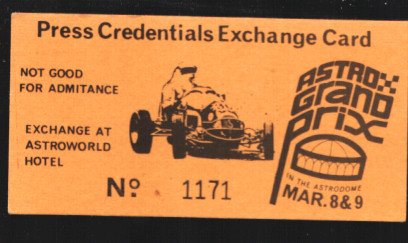 Press Credentials Exchange Card
NOT GOOD
FOR ADMITANCE
EXCHANGE AT
ASTROWORLD
HOTEL
Nº 1171
ASTRO
GRAND
PRIX
IN THE ASTRODOME
MAR. 8 & 9